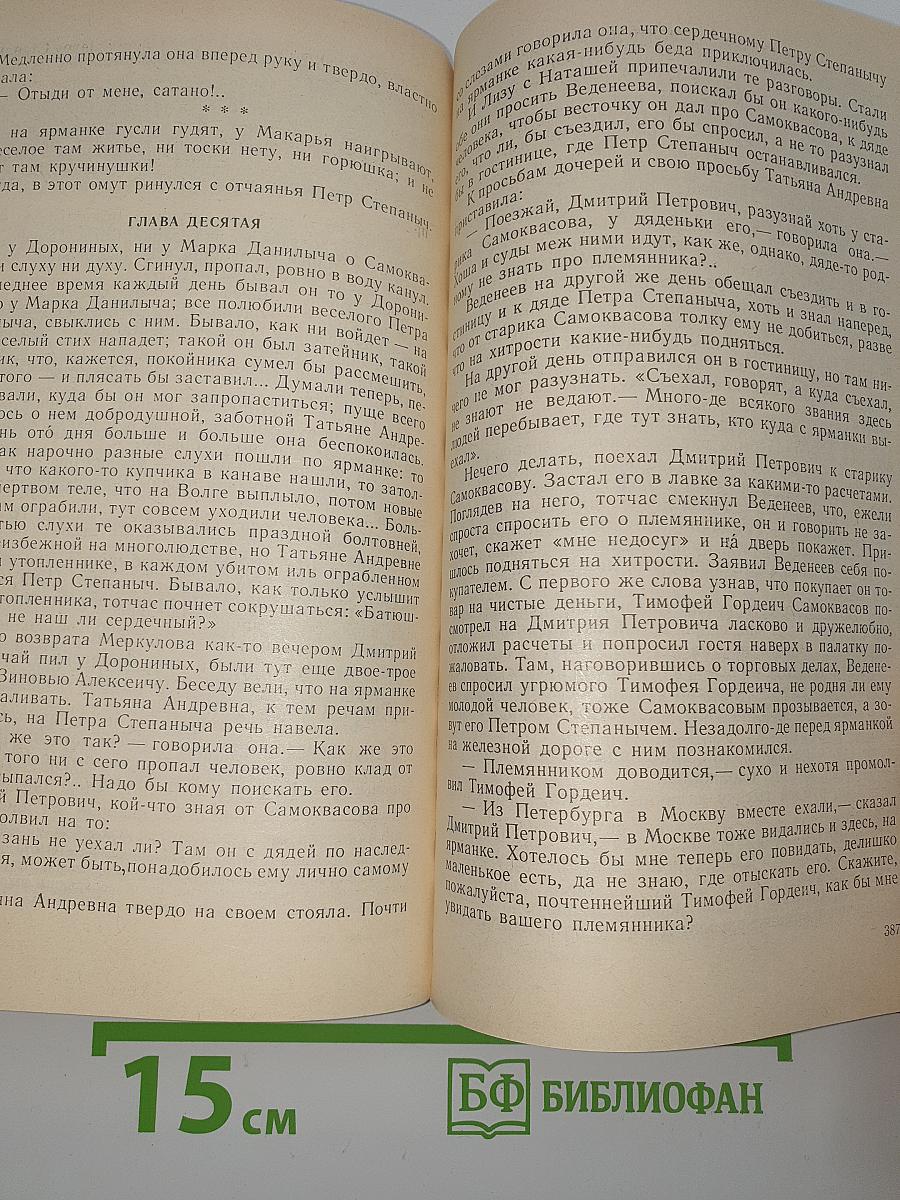 Медленно протянула она вперед руку и твердо, властно
ала:
— Отыди от мене, сатано!..
* * *
на ярманке гусли гудят, у Макарья наигрывают,
еселое там житье, ни тоски нету, ни горюшка; и не
т там кручинушки!
уда, в этот омут ринулся с отчаянья Петр Степаныч.
ГЛАВА ДЕСЯТАЯ
у Дорониных, ни у Марка Данилыча о Самоква-
и слуху ни духу. Сгинул, пропал, ровно в воду канул.
леднее время каждый день бывал он то у Дорони-
о у Марка Данилыча; все полюбили веселого Петра
ныча, свыклись с ним. Бывало, как ни войдет — на
еселый стих нападет; такой он был затейник, такой
ик, что, кажется, покойника сумел бы рассмешить,
того — и плясать бы заставил... Думали теперь, пе-
вали, куда бы он мог запропаститься; пуще всего
ось о нем добродушной, заботной Татьяне Андре-
нь ото́ дня больше и больше она беспокоилась.
ак нарочно разные слухи пошли по ярманке: то
что какого-то купчика в канаве нашли, то затол-
мертвом теле, что на Волге выплыло, потом новые
ам ограбили, тут совсем уходили человека... Боль-
тью слухи те оказывались праздной болтовней,
еизбежной на многолюдстве, но Татьяне Андревне
утопленнике, в каждом убитом иль ограбленном
ся Петр Степаныч. Бывало, как только услышит
топленника, тотчас почнет сокрушаться: «Батюш-
не наш ли сердечный?»
о возврата Меркулова как-то вечером Дмитрий
чай пил у Дорониных, были тут еще двое-трое
Зиновью Алексеичу. Беседу вели, что на ярманке
аливать. Татьяна Андревна, к тем речам при-
сь, на Петра Степаныча речь навела.
же это так? — говорила она.— Как же это
того ни с сего пропал человек, ровно клад от
ыпался?.. Надо бы кому поискать его.
й Петрович, кой-что зная от Самоквасова про
олвил на то:
зань не уехал ли? Там он с дядей по наслед-
я, может быть, понадобилось ему лично самому
яна Андревна твердо на своем стояла. Почти
со слезами говорила она, что сердечному Петру Степанычу
на ярманке какая-нибудь беда приключилась.
И Лизу с Наташей припечалили те разговоры. Стали
обе они просить Веденеева, поискал бы он какого-нибудь
человека, чтобы весточку он дал про Самоквасова, к дяде
его, что ли, бы съездил, его бы спросил, а не то разузнал
бы в гостинице, где Петр Степаныч останавливался.
К просьбам дочерей и свою просьбу Татьяна Андревна
приставила:
— Поезжай, Дмитрий Петрович, разузнай хоть у ста-
рика Самоквасова, у дяденьки его,— говорила она.—
Хоша и суды меж ними идут, как же, однако, дяде-то род-
ному не знать про племянника?..
Веденеев на другой же день обещал съездить и в го-
стиницу и к дяде Петра Степаныча, хоть и знал наперед,
что от старика Самоквасова толку ему не добиться, разве
что на хитрости какие-нибудь подняться.
На другой день отправился он в гостиницу, но там ни-
чего не мог разузнать. «Съехал, говорят, а куда съехал,
не знают не ведают.— Много-де всякого звания здесь
людей перебывает, где тут знать, кто куда с ярманки вы-
ехал».
Нечего делать, поехал Дмитрий Петрович к старику
Самоквасову. Застал его в лавке за какими-то расчетами.
Поглядев на него, тотчас смекнул Веденеев, что, ежели
спроста спросить его о племяннике, он и говорить не за-
хочет, скажет «мне недосуг» и на́ дверь покажет. При-
шлось подняться на хитрости. Заявил Веденеев себя по-
купателем. С первого же слова узнав, что покупает он то-
вар на чистые деньги, Тимофей Гордеич Самоквасов по-
смотрел на Дмитрия Петровича ласково и дружелюбно,
отложил расчеты и попросил гостя наверх в палатку по-
жаловать. Там, наговорившись о торговых делах, Ведене-
ев спросил угрюмого Тимофея Гордеича, не родня ли ему
молодой человек, тоже Самоквасовым прозывается, а зо-
вут его Петром Степанычем. Незадолго-де перед ярманкой
на железной дороге с ним познакомился.
— Племянником доводится,— сухо и нехотя промол-
вил Тимофей Гордеич.
— Из Петербурга в Москву вместе ехали,— сказал
Дмитрий Петрович,— в Москве тоже видались и здесь, на
ярманке. Хотелось бы мне теперь его повидать, делишко
маленькое есть, да не знаю, где отыскать его. Скажите,
пожалуйста, почтеннейший Тимофей Гордеич, как бы мне
увидать вашего племянника?
387
15 см
БФ БИБЛИОФАН